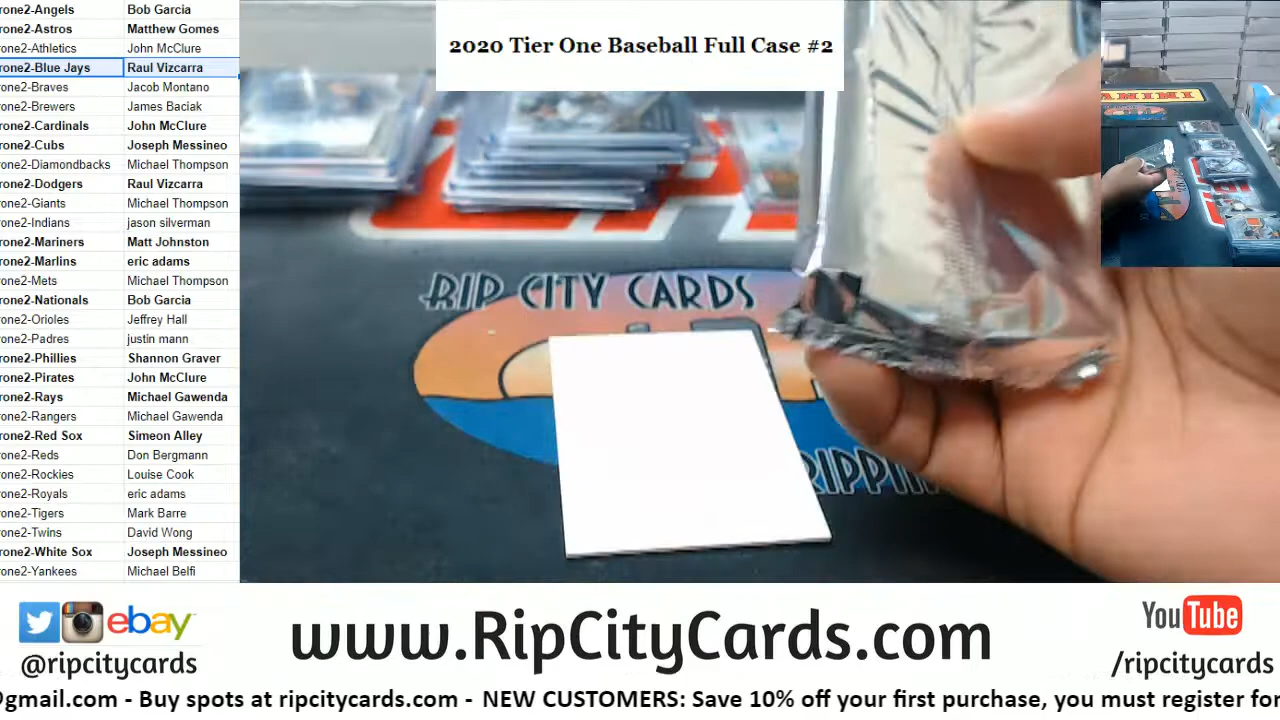 2020 Tier One Baseball Full Case #2
rone2-Angels Bob Garcia
rone2-Astros Matthew Gomes
rone2-Athletics John McClure
rone2-Blue Jays Raul Vizcarra
rone2-Braves Jacob Montano
rone2-Brewers James Baciak
rone2-Cardinals John McClure
rone2-Cubs Joseph Messineo
rone2-Diamondbacks Michael Thompson
rone2-Dodgers Raul Vizcarra
rone2-Giants Michael Thompson
rone2-Indians jason silverman
rone2-Mariners Matt Johnston
rone2-Marlins eric adams
rone2-Mets Michael Thompson
rone2-Nationals Bob Garcia
rone2-Orioles Jeffrey Hall
rone2-Padres justin mann
rone2-Phillies Shannon Graver
rone2-Pirates John McClure
rone2-Rays Michael Gawenda
rone2-Rangers Michael Gawenda
rone2-Red Sox Simeon Alley
rone2-Reds Don Bergmann
rone2-Rockies Louise Cook
rone2-Royals eric adams
rone2-Tigers Mark Barre
rone2-Twins David Wong
rone2-White Sox Joseph Messineo
rone2-Yankees Michael Belfi
PANINI
RIP CITY CARDS
RIPPIN
ebay
@ripcitycards
www.RipCityCards.com
YouTube
/ripcitycards
@gmail.com - Buy spots at ripcitycards.com - NEW CUSTOMERS: Save 10% off your first purchase, you must register for